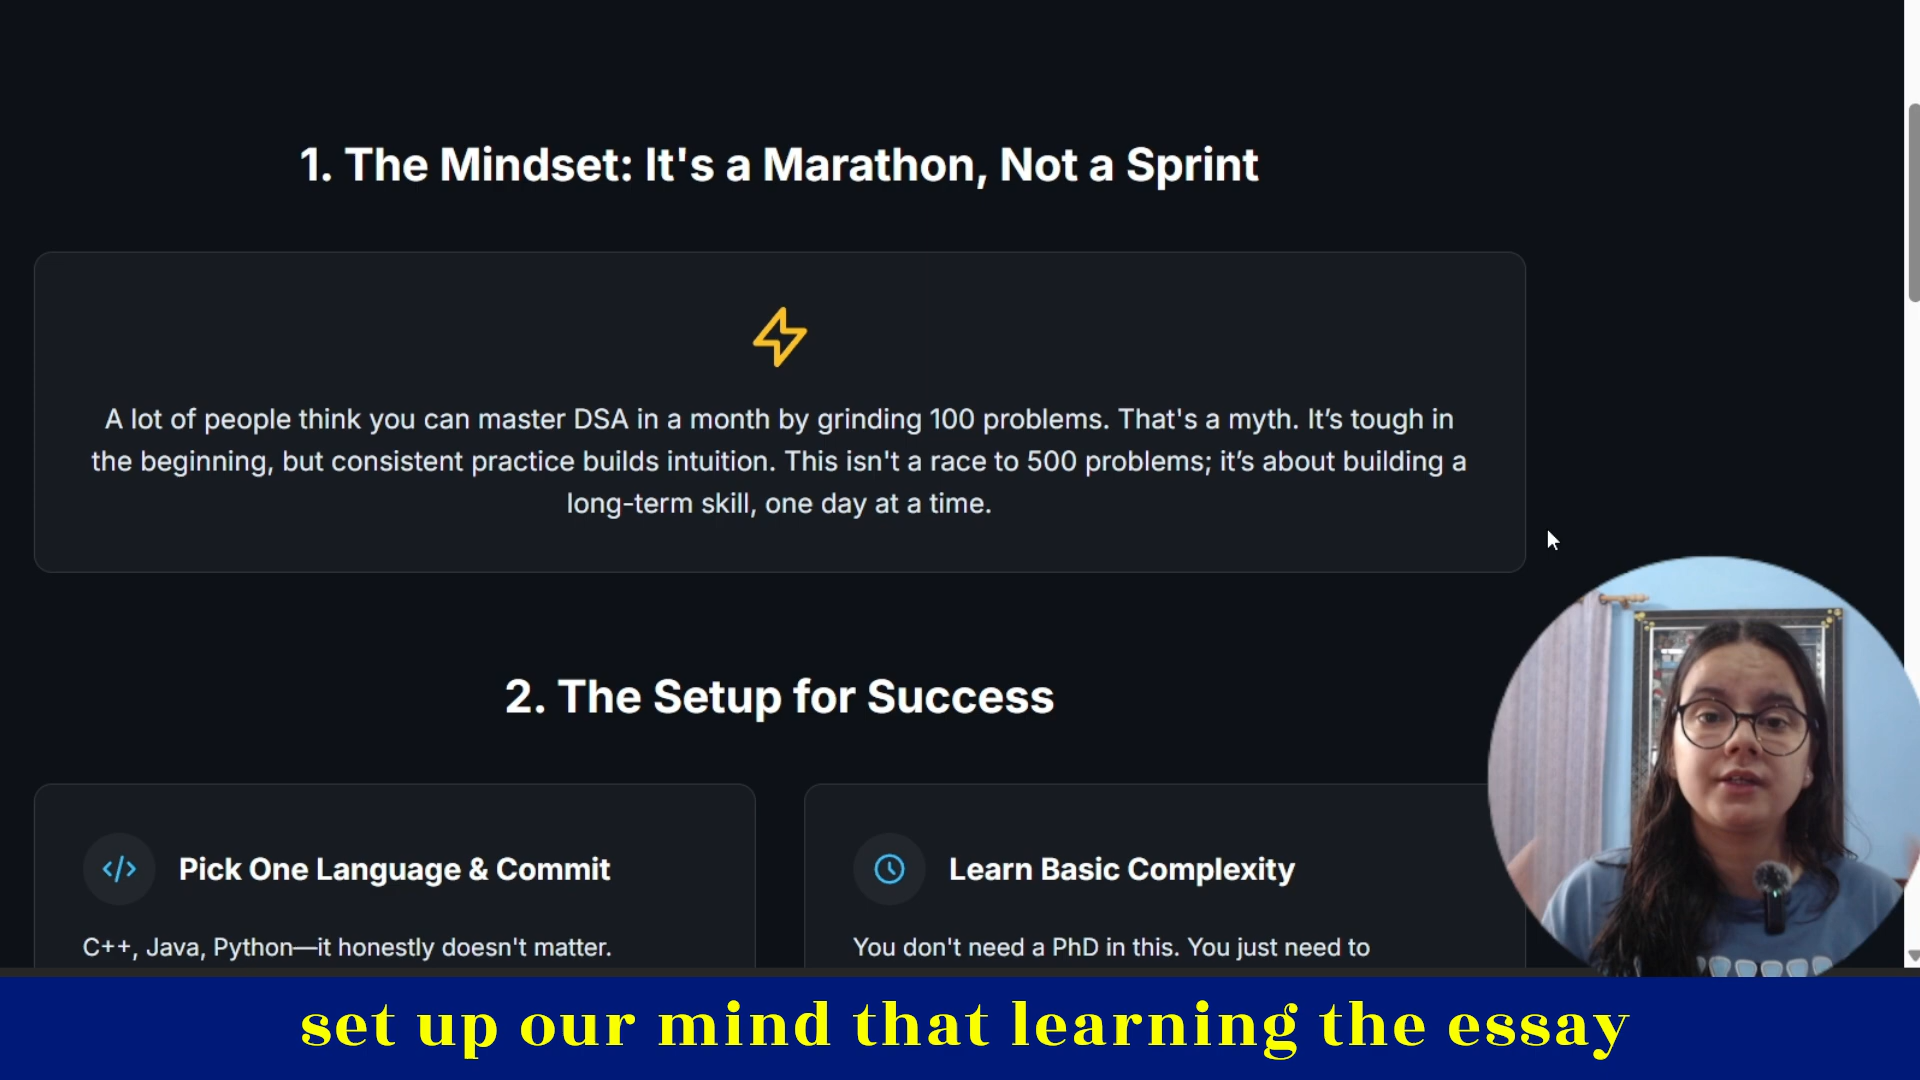 1. The Mindset: It's a Marathon, Not a Sprint
A lot of people think you can master DSA in a month by grinding 100 problems. That's a myth. It’s tough in
the beginning, but consistent practice builds intuition. This isn't a race to 500 problems; it’s about building a
long-term skill, one day at a time.
2. The Setup for Success
Pick One Language & Commit
C++, Java, Python—it honestly doesn't matter.
Learn Basic Complexity
You don't need a PhD in this. You just need to
set up our mind that learning the essay